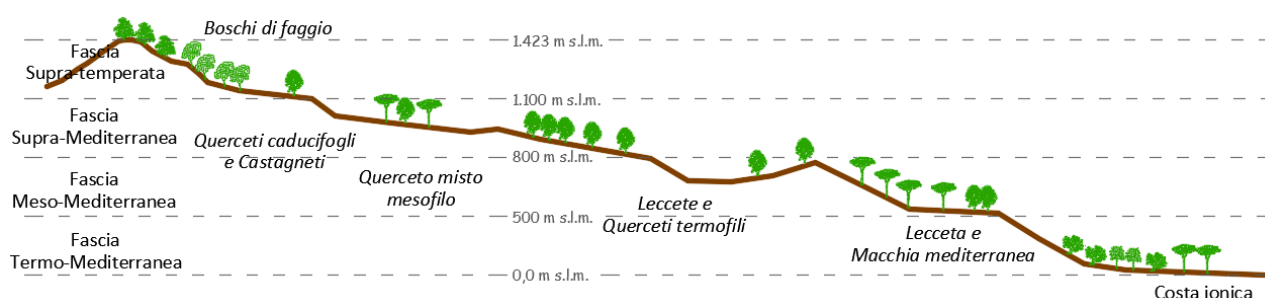 Boschi di faggio
1.423 m s.l.m.
Fascia
Supra-temperata
1.100 m s.l.m.
Fascia
Supra-Mediterranea
Querceti caducifogli
e Castagneti
800 m s.l.m.
Querceto misto
mesofilo
Fascia
Meso-Mediterranea
Leccete e
Querceti termofili
500 m s.l.m.
Lecceta e
Macchia mediterranea
Fascia
Termo-Mediterranea
0,0 m s.l.m.
Costa ionica